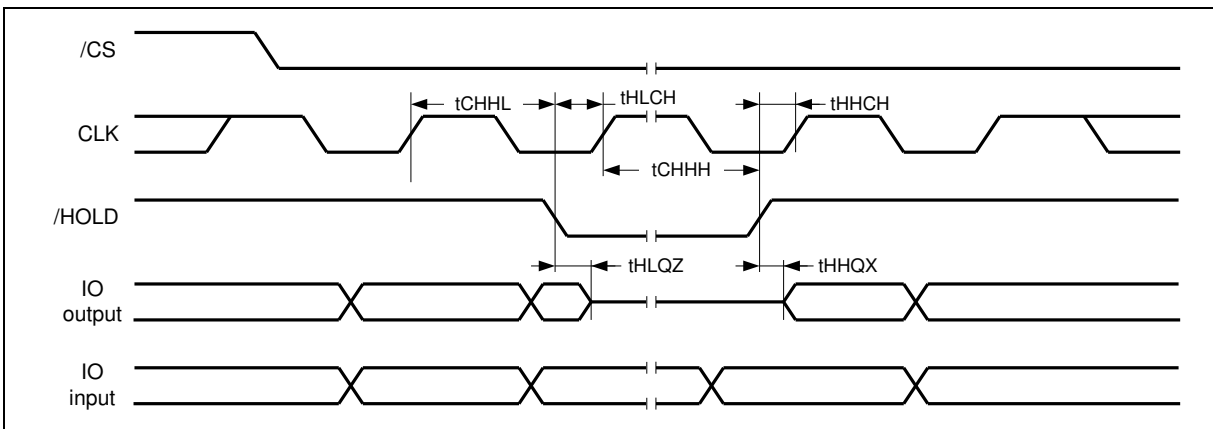 /CS
tCHHL
tHLCH
tHHCH
CLK
tCHHH
/HOLD
tHLQZ
tHHQX
IO
output
IO
input